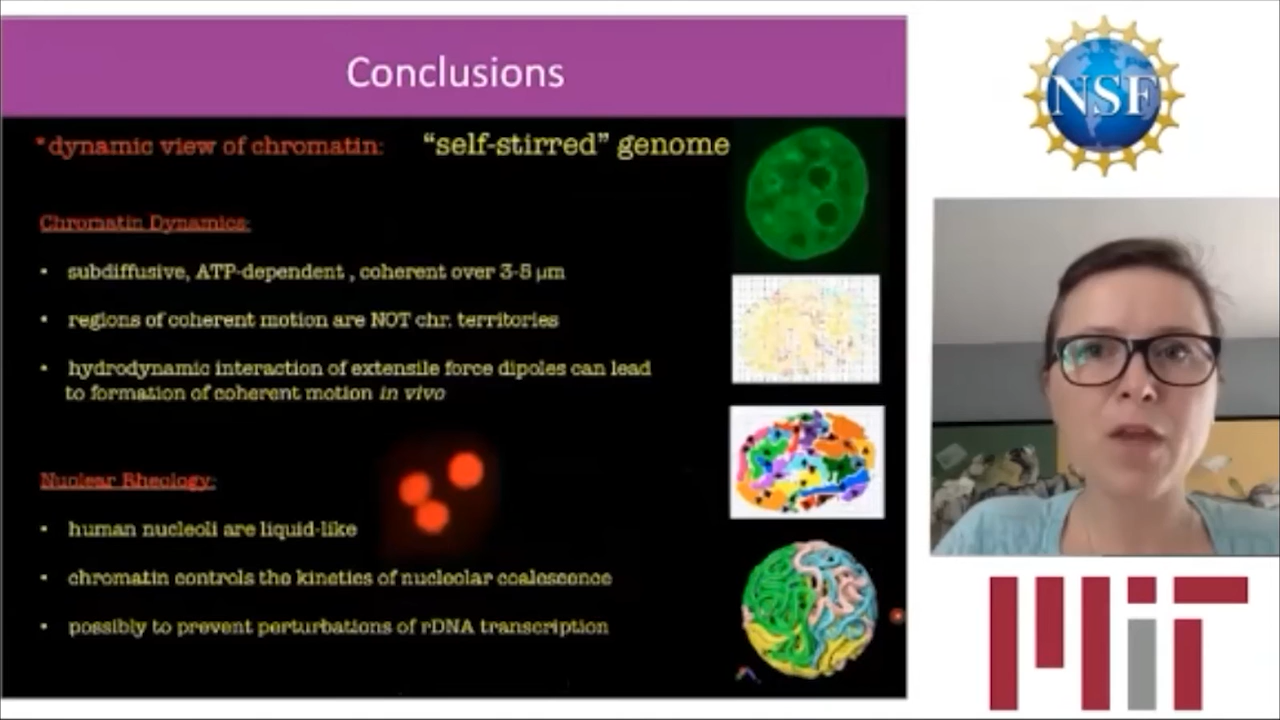 Conclusions
*dynamic view of chromatin: “self-stirred” genome
Chromatin Dynamics:
• subdiffusive, ATP-dependent , coherent over 3-5 µm
• regions of coherent motion are NOT chr. territories
• hydrodynamic interaction of extensile force dipoles can lead
to formation of coherent motion in vivo
Nuclear Rheology:
• human nucleoli are liquid-like
• chromatin controls the kinetics of nucleolar coalescence
• possibly to prevent perturbations of rDNA transcription
NSF
MIT